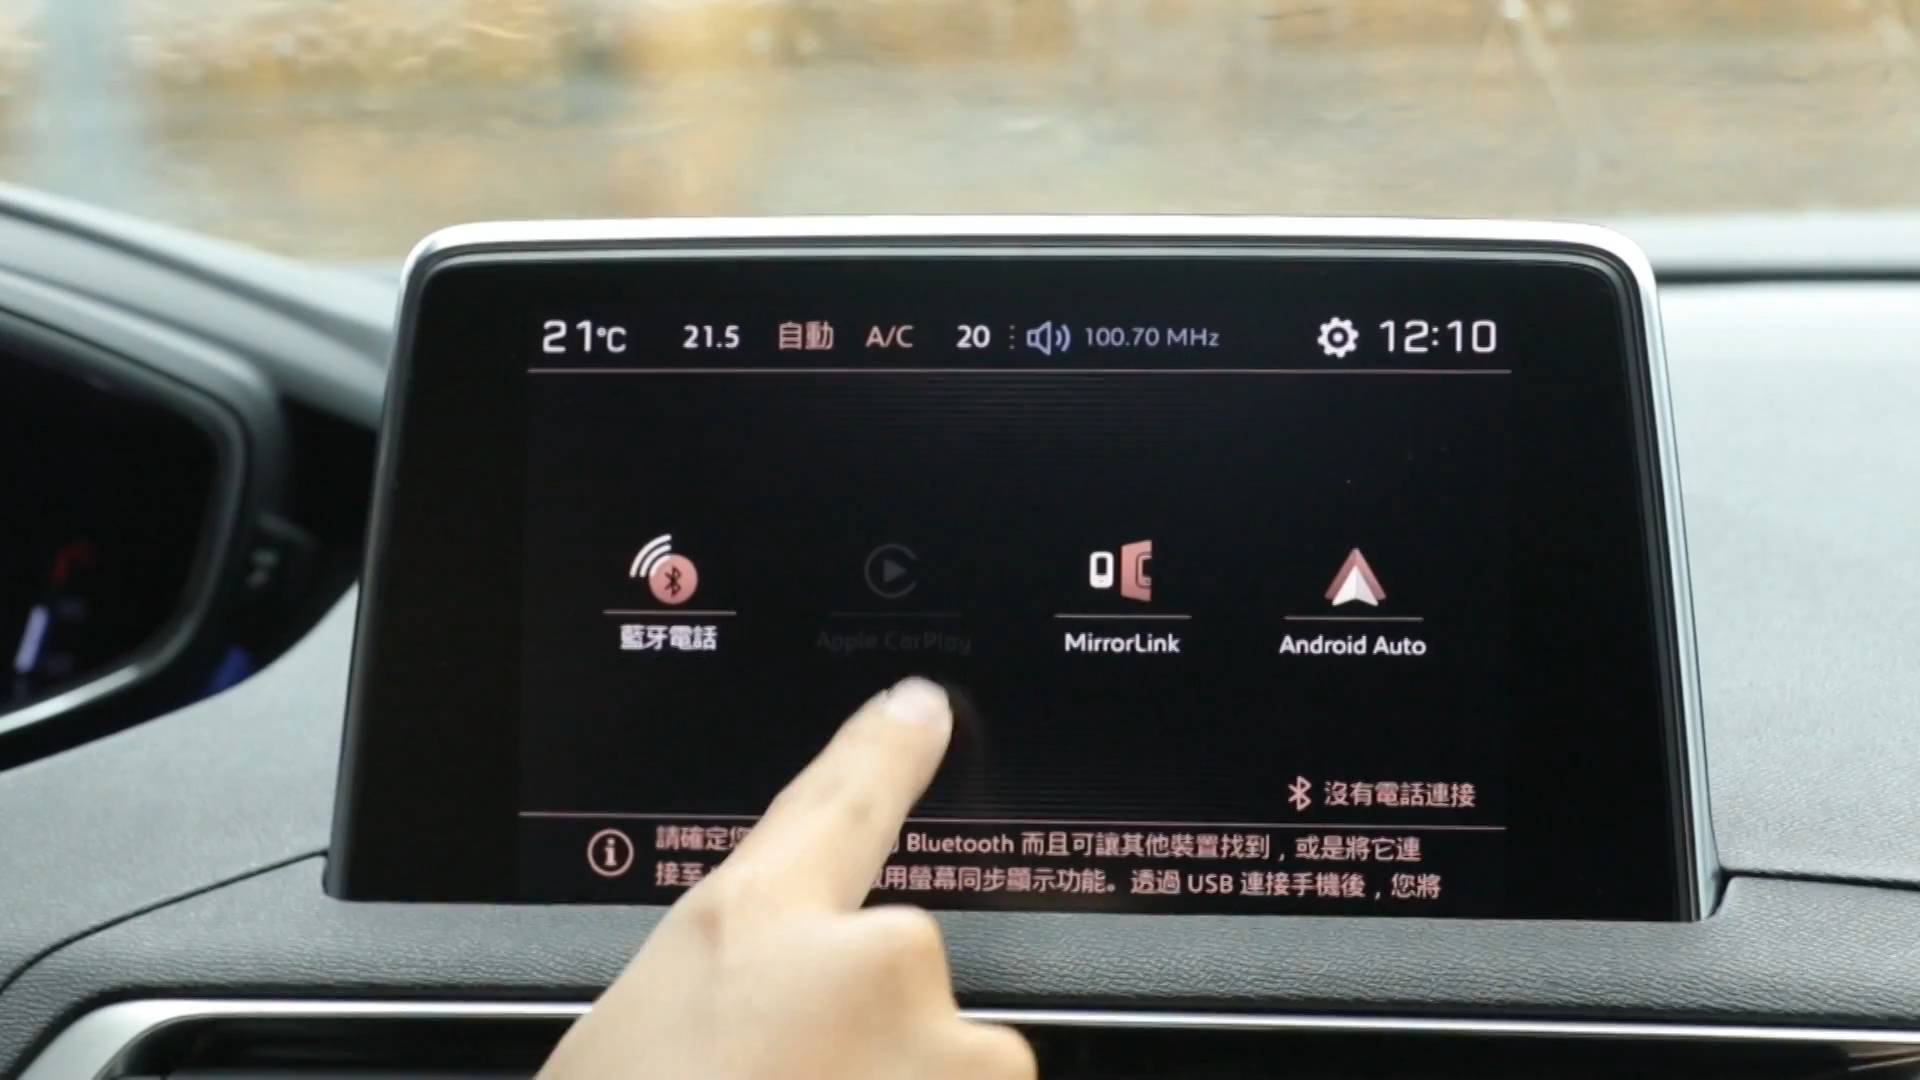 21°C 21.5 自動 A/C 20 100.70 MHz 12:10
藍牙電話 Apple CarPlay MirrorLink Android Auto
沒有電話連接
請確定您 Bluetooth 而且可讓其他裝置找到，或是將它連
接至 用螢幕同步顯示功能。透過 USB 連接手機後，您將